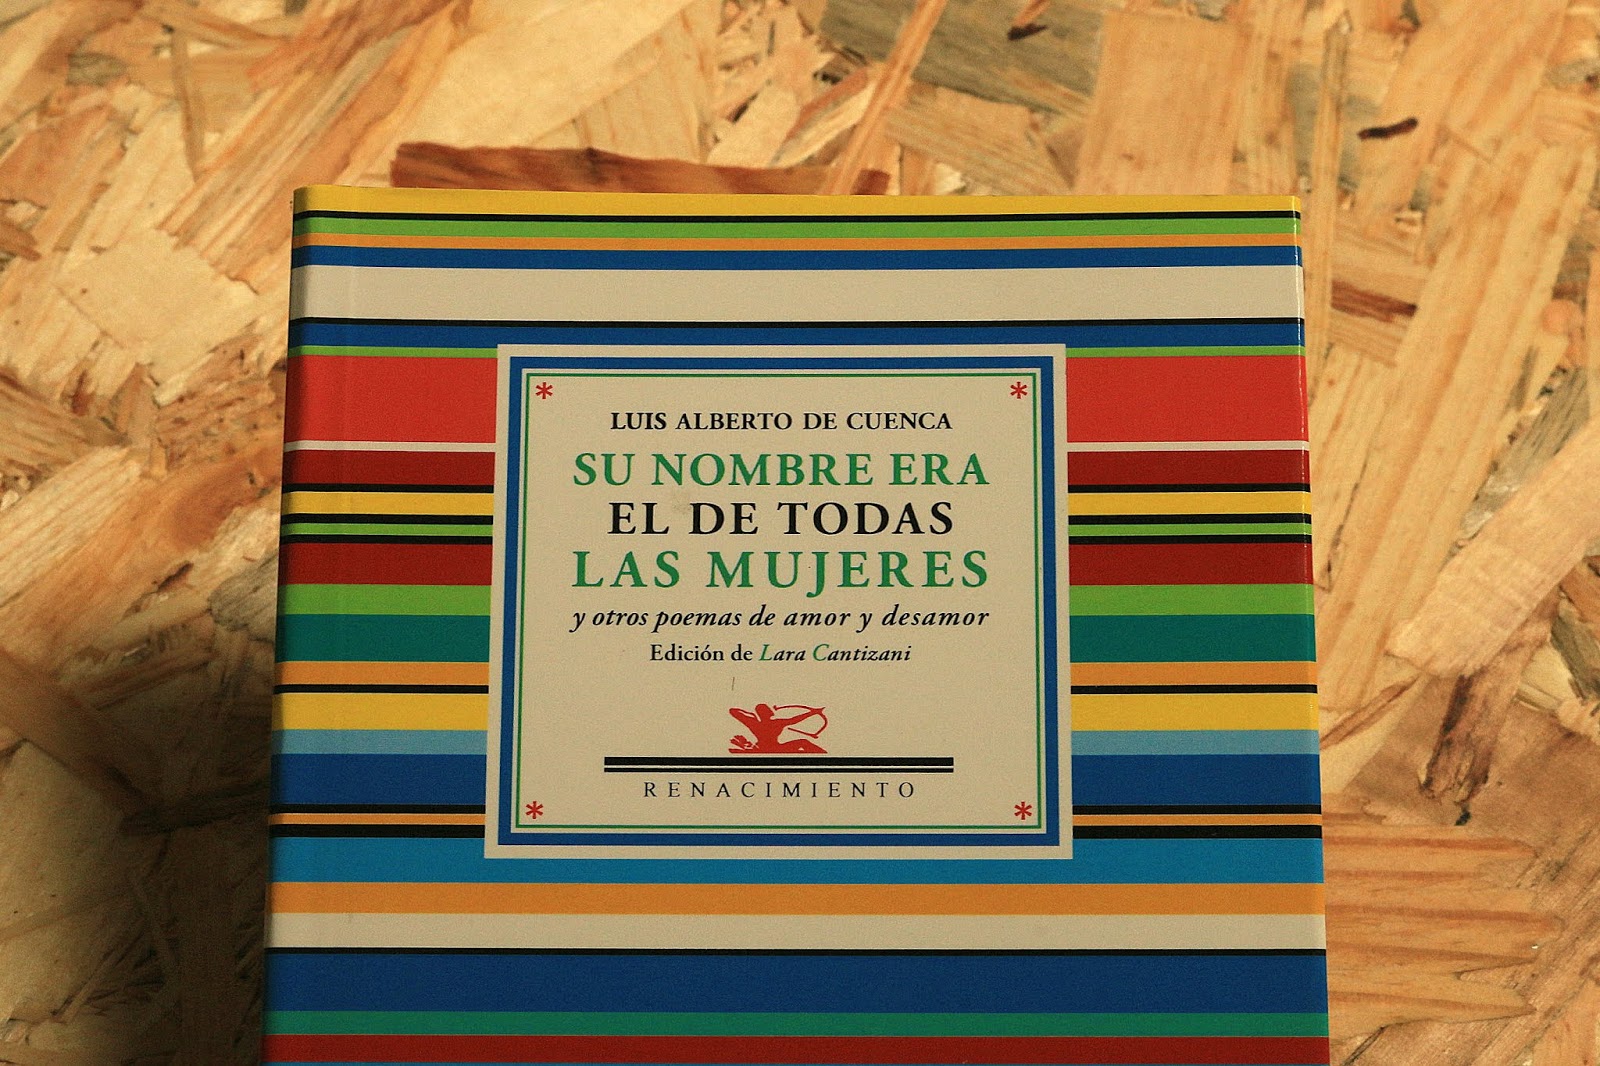 LUIS ALBERTO DE CUENCA
SU NOMBRE ERA
EL DE TODAS
LAS MUJERES
y otros poemas de amor y desamor
Edición de Lara Cantizani
RENACIMIENTO